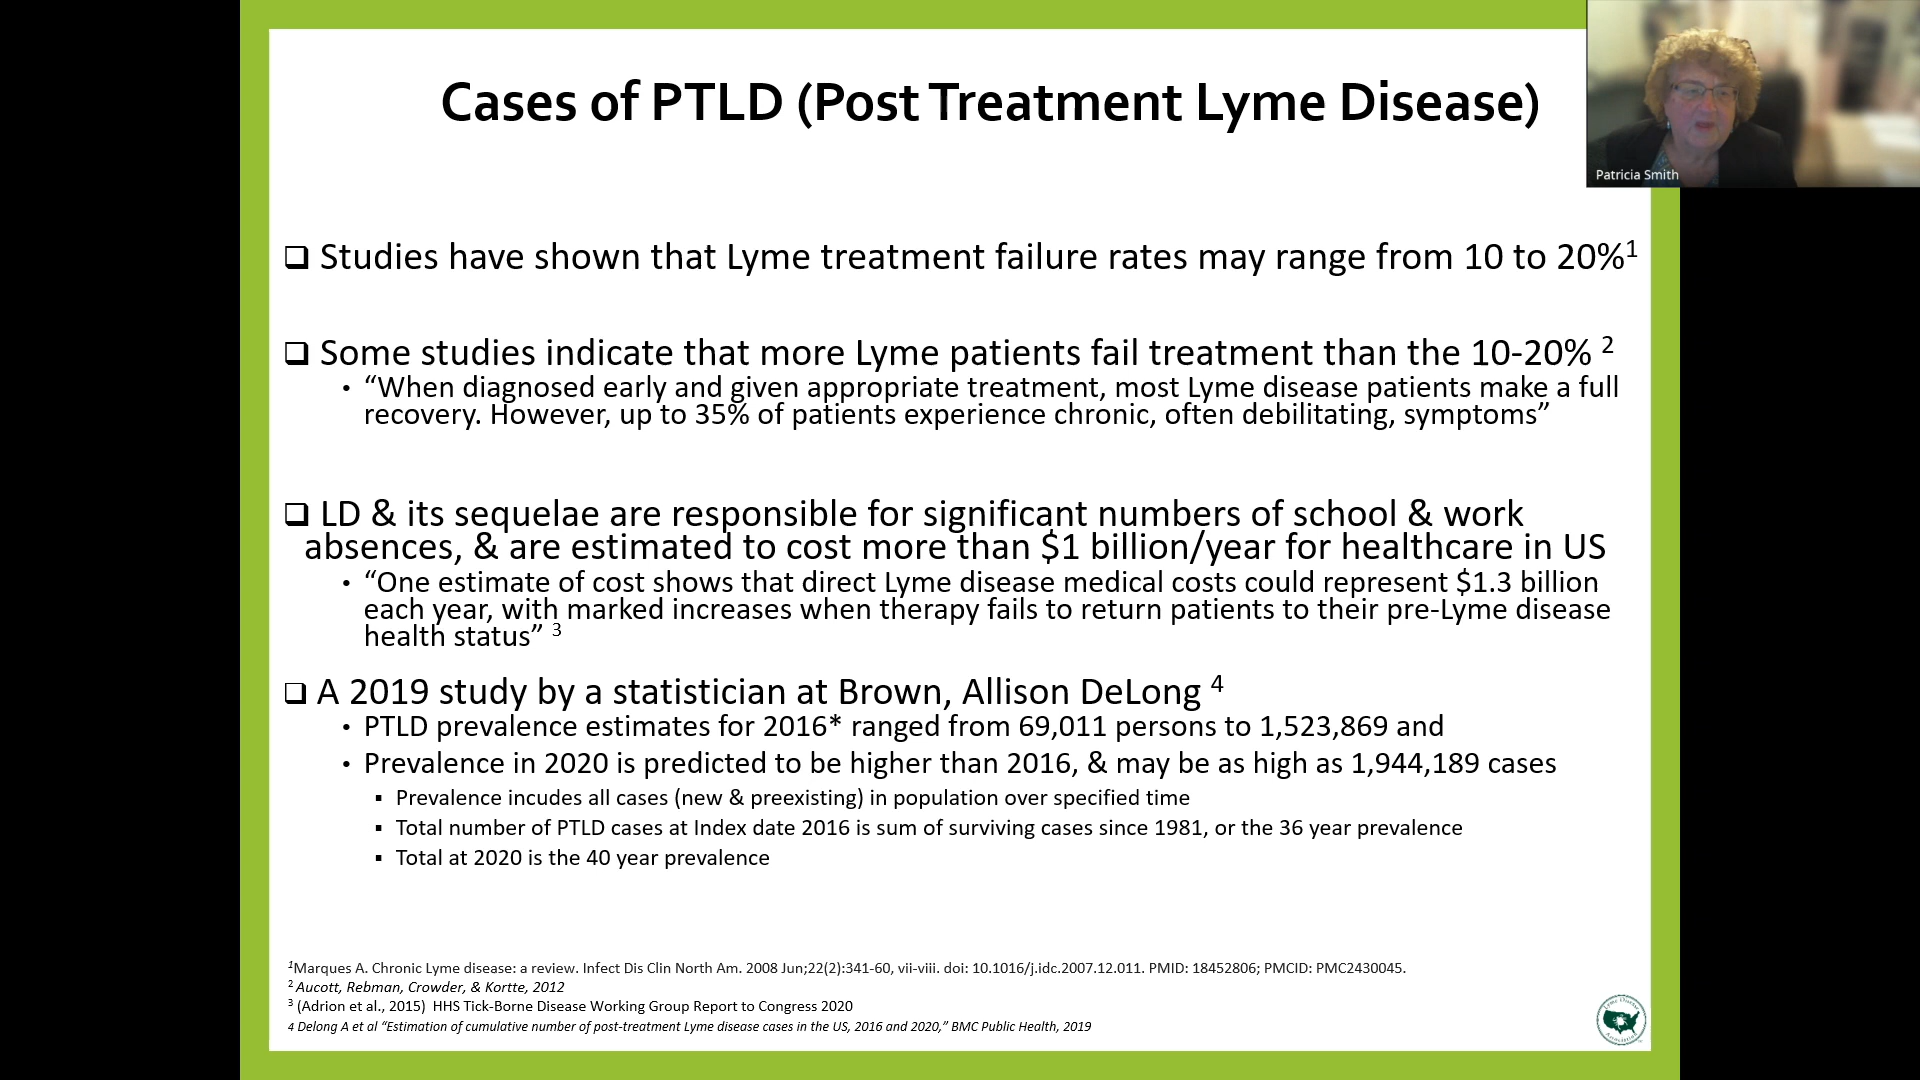 Cases of PTLD (Post Treatment Lyme Disease)
Patricia Smith
❑ Studies have shown that Lyme treatment failure rates may range from 10 to 20%¹
❑ Some studies indicate that more Lyme patients fail treatment than the 10-20% ²
• “When diagnosed early and given appropriate treatment, most Lyme disease patients make a full
recovery. However, up to 35% of patients experience chronic, often debilitating, symptoms”
❑ LD & its sequelae are responsible for significant numbers of school & work
absences, & are estimated to cost more than $1 billion/year for healthcare in US
• “One estimate of cost shows that direct Lyme disease medical costs could represent $1.3 billion
each year, with marked increases when therapy fails to return patients to their pre-Lyme disease
health status” ³
❑ A 2019 study by a statistician at Brown, Allison DeLong ⁴
• PTLD prevalence estimates for 2016* ranged from 69,011 persons to 1,523,869 and
• Prevalence in 2020 is predicted to be higher than 2016, & may be as high as 1,944,189 cases
▪ Prevalence incudes all cases (new & preexisting) in population over specified time
▪ Total number of PTLD cases at Index date 2016 is sum of surviving cases since 1981, or the 36 year prevalence
▪ Total at 2020 is the 40 year prevalence
¹Marques A. Chronic Lyme disease: a review. Infect Dis Clin North Am. 2008 Jun;22(2):341-60, vii-viii. doi: 10.1016/j.idc.2007.12.011. PMID: 18452806; PMCID: PMC2430045.
² Aucott, Rebman, Crowder, & Kortte, 2012
³ (Adrion et al., 2015) HHS Tick-Borne Disease Working Group Report to Congress 2020
4 Delong A et al “Estimation of cumulative number of post-treatment Lyme disease cases in the US, 2016 and 2020,” BMC Public Health, 2019
Lyme Disease
Association